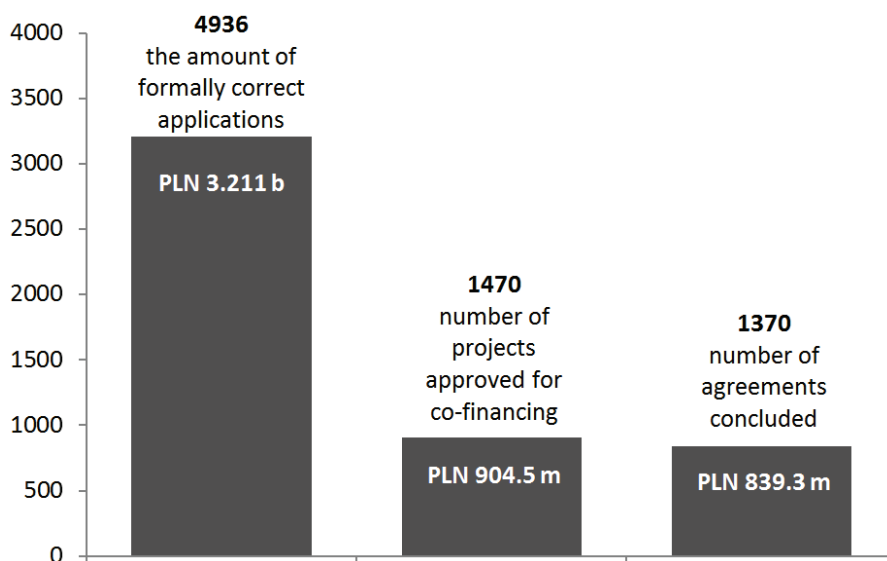 4000
3500
3000
2500
2000
1500
1000
500
0
4936
the amount of
formally correct
applications
PLN 3.211 b
1470
number of
projects
approved for
co-financing
PLN 904.5 m
1370
number of
agreements
concluded
PLN 839.3 m